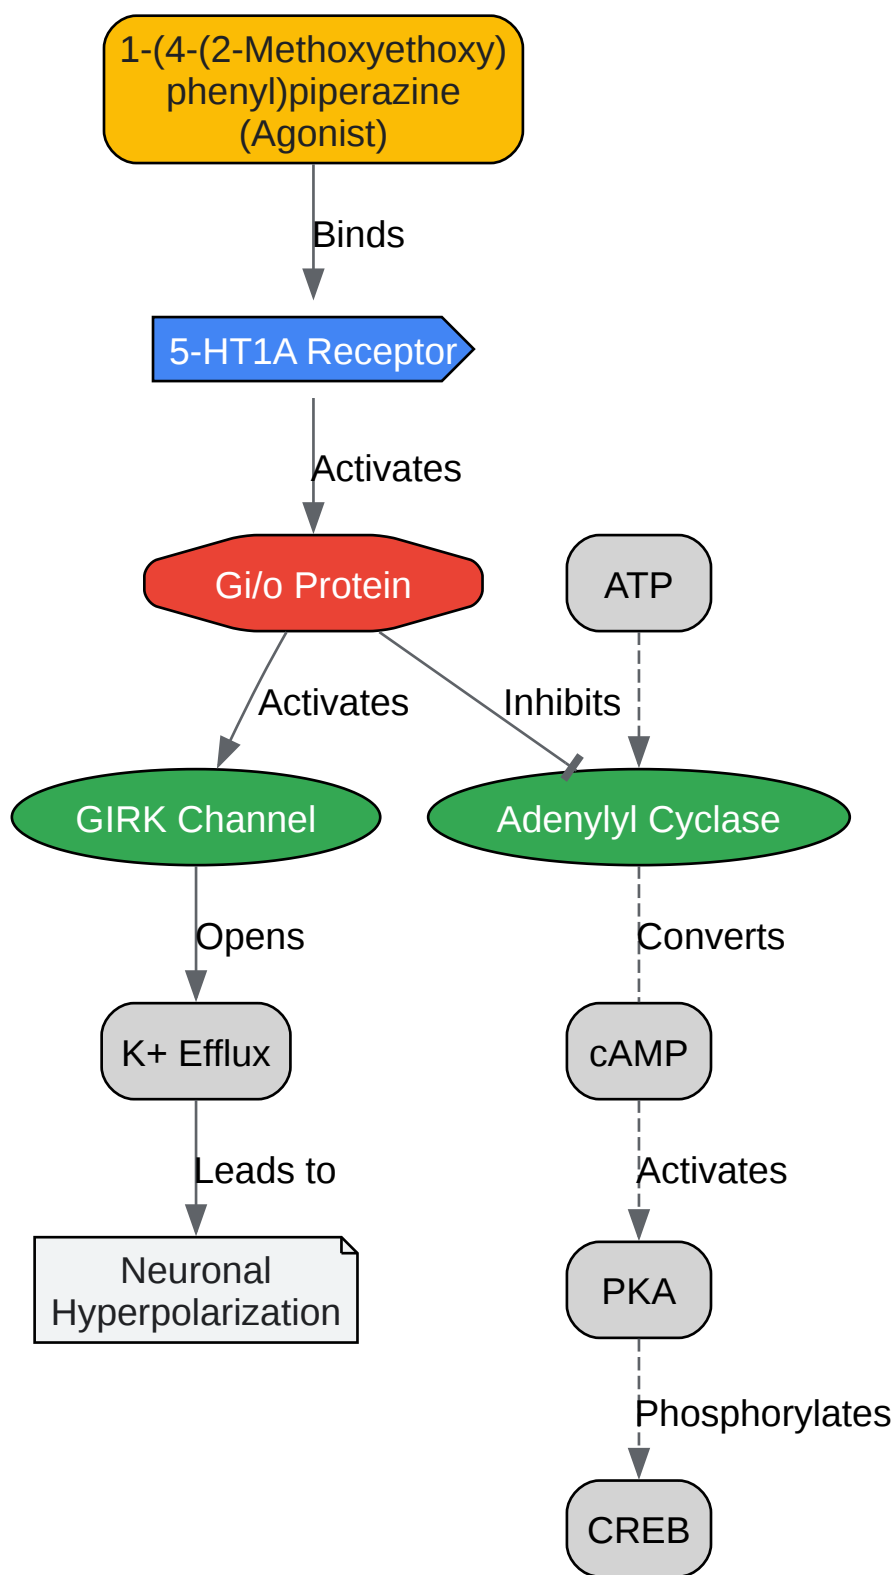 1-(4-(2-Methoxyethoxy)
phenyl)piperazine
(Agonist)
Binds
5-HT1A Receptor
Activates
Gi/o Protein
ATP
Activates
Inhibits
GIRK Channel
Adenylyl Cyclase
Opens
Converts
K+ Efflux
cAMP
Leads to
Activates
Neuronal
Hyperpolarization
PKA
Phosphorylates
CREB